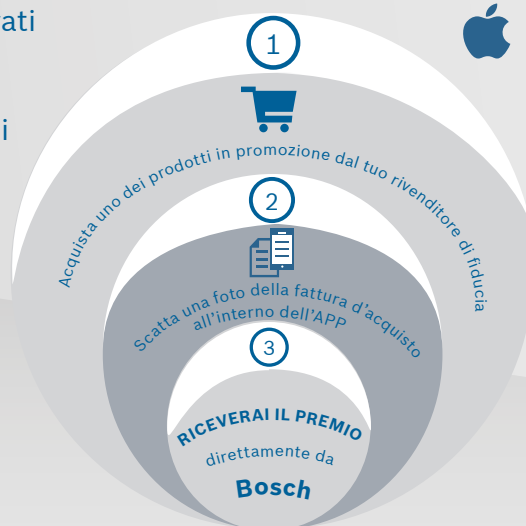 1
Acquista uno dei prodotti in promozione dal tuo rivenditore di fiducia
2
Scatta una foto della fattura d'acquisto
all'interno dell'APP
3
RICEVERAI IL PREMIO
direttamente da
Bosch